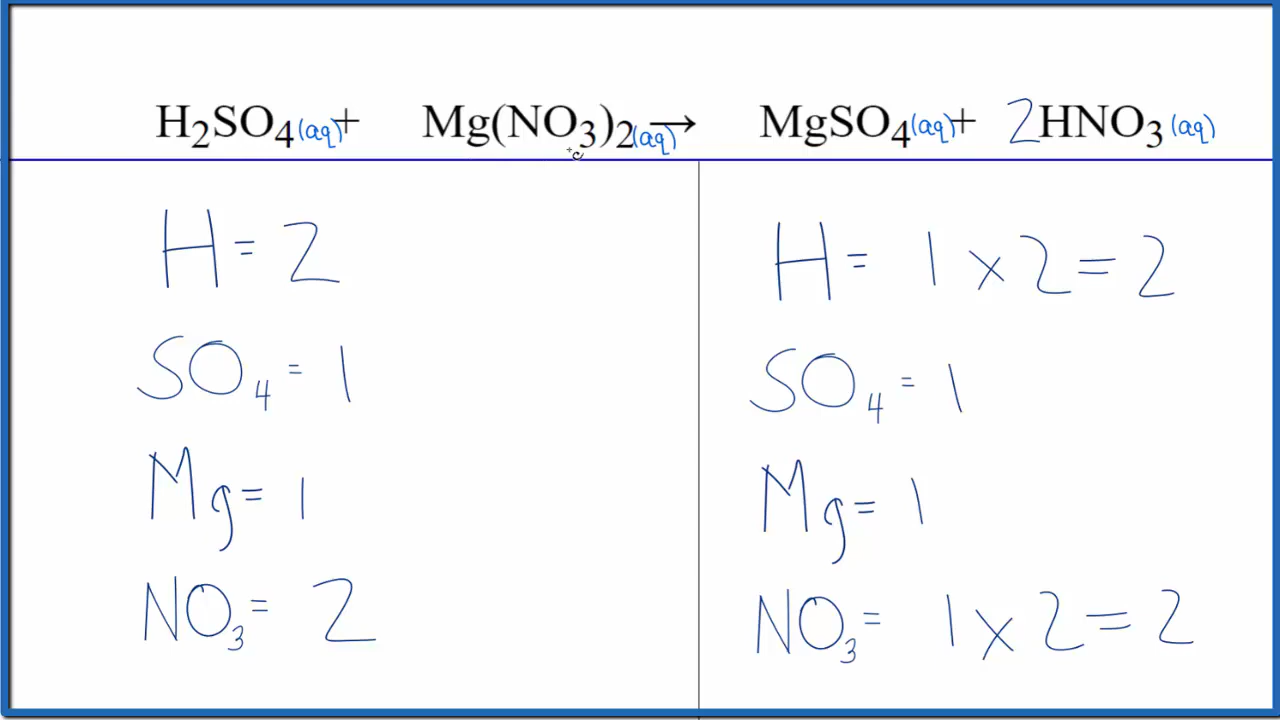 H2SO4(aq)+ Mg(NO3)2(aq)→ MgSO4(aq)+ 2HNO3(aq)
H = 2
SO4 = 1
Mg = 1
NO3 = 2
H = 1 x 2 = 2
SO4 = 1
Mg = 1
NO3 = 1 x 2 = 2